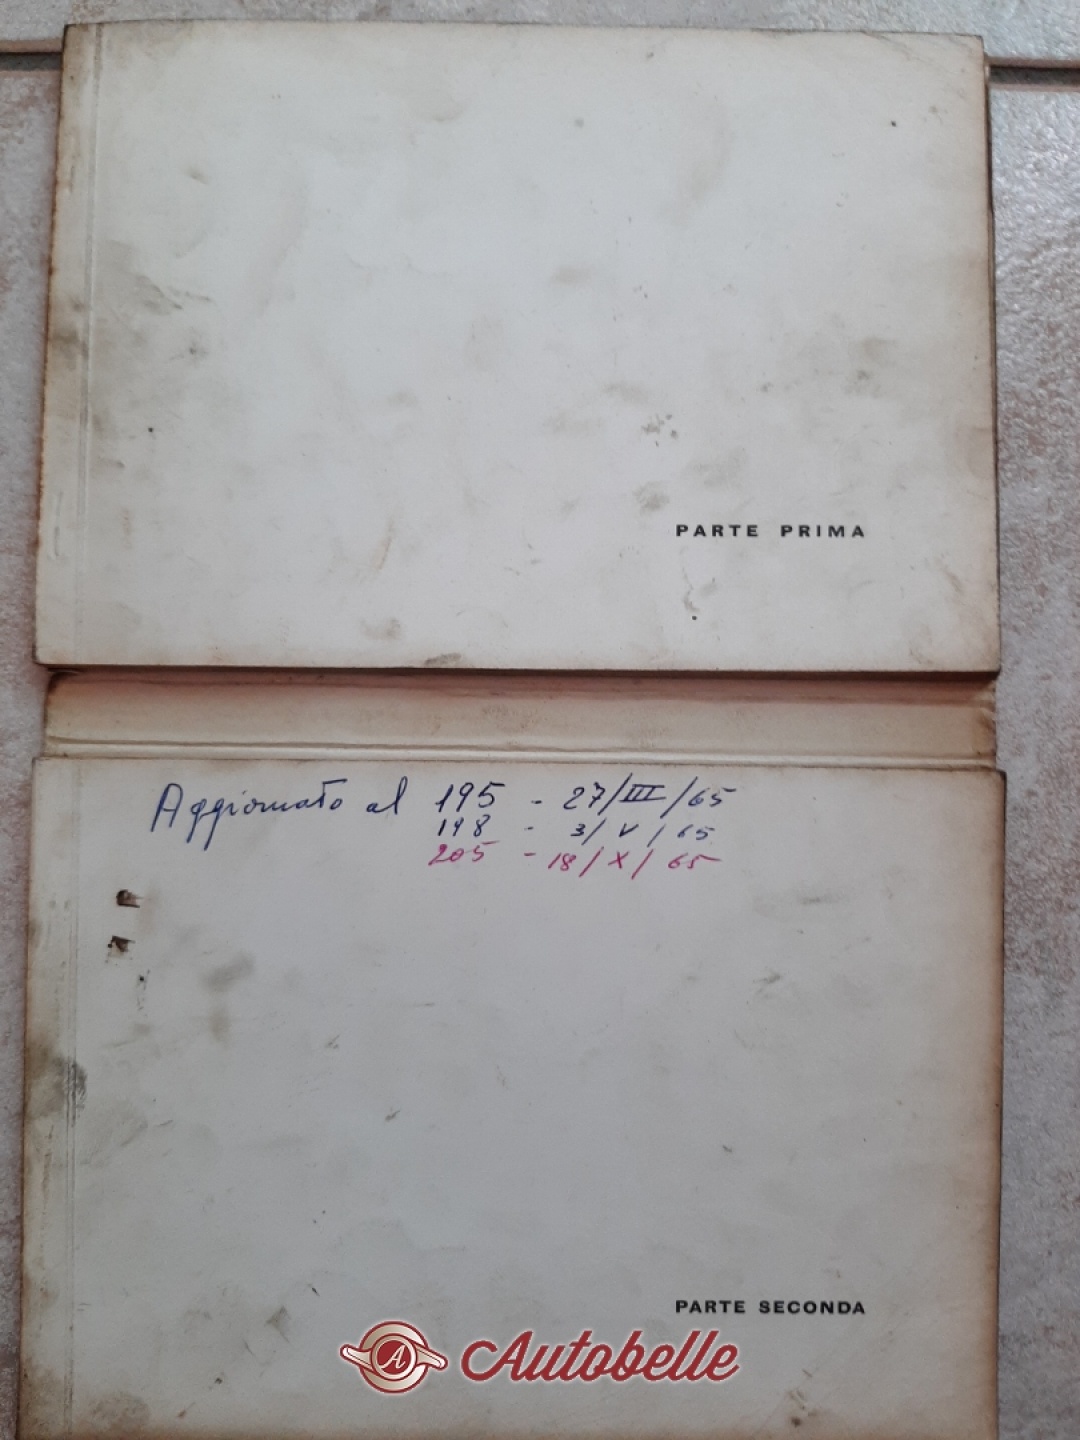 PARTE PRIMA
Aggiornato al 195 - 27/III/65
198 - 3/V/65
205 - 18/X/65
PARTE SECONDA
A Autobelle